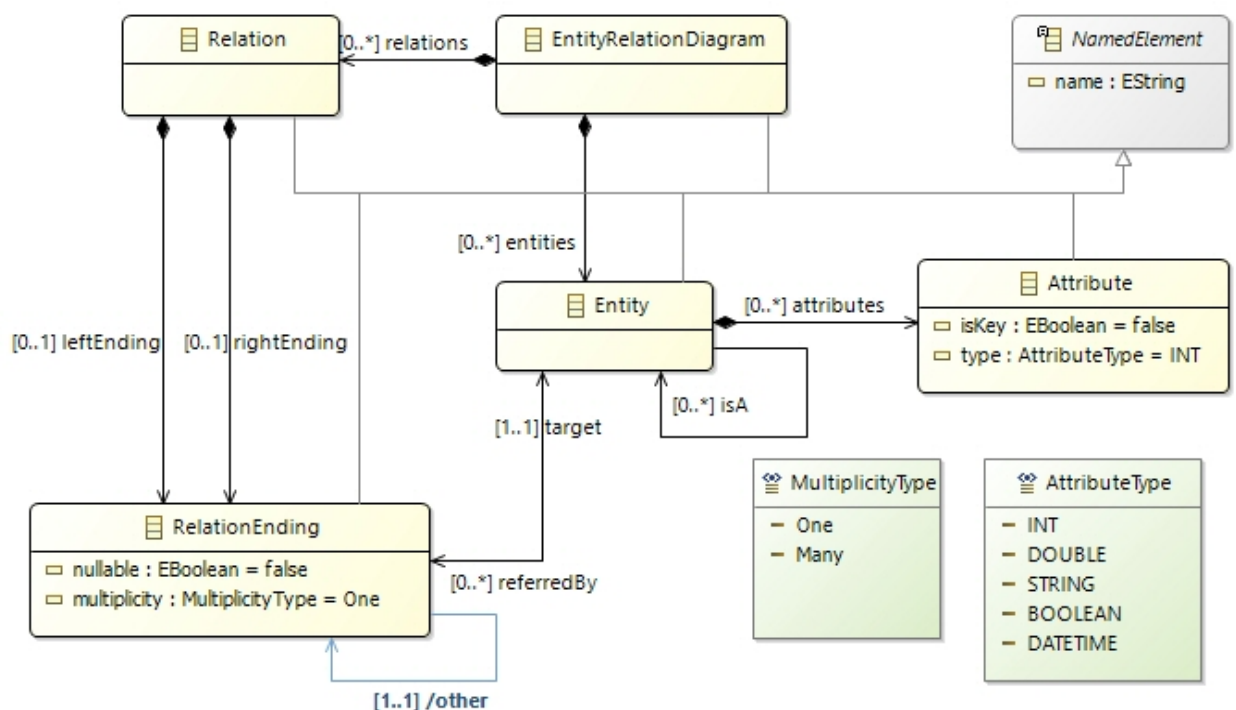 Relation
[0..*] relations
EntityRelationDiagram
NamedElement
name : EString
[0..*] entities
Entity
[0..*] attributes
Attribute
isKey : EBoolean = false
type : AttributeType = INT
[0..1] leftEnding
[0..1] rightEnding
[0..*] isA
[1..1] target
MultiplicityType
One
Many
AttributeType
INT
DOUBLE
STRING
BOOLEAN
DATETIME
RelationEnding
nullable : EBoolean = false
multiplicity : MultiplicityType = One
[0..*] referredBy
[1..1] /other